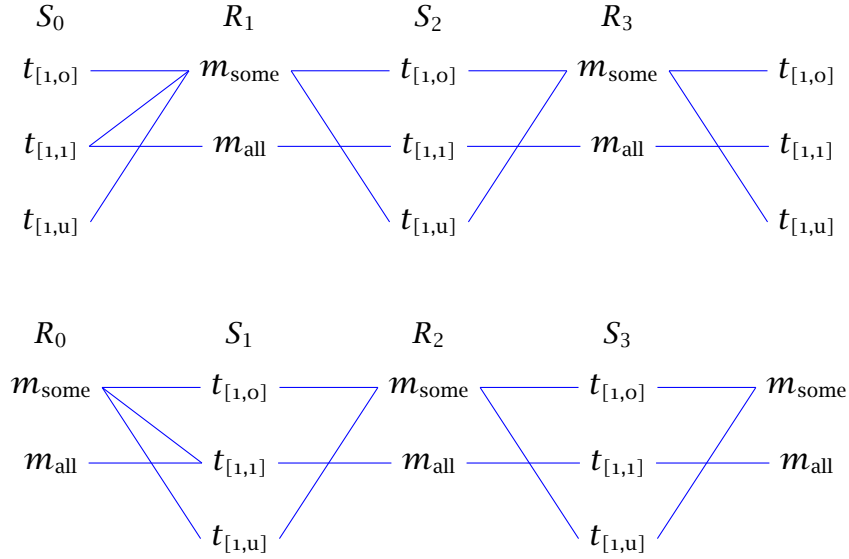 S₀ R₁ S₂ R₃
t[1,0] m_some t[1,0] m_some t[1,0]
t[1,1] m_all t[1,1] m_all t[1,1]
t[1,u] t[1,u] t[1,u]
R₀ S₁ R₂ S₃
m_some t[1,0] m_some t[1,0] m_some
m_all t[1,1] m_all t[1,1] m_all
t[1,u] t[1,u]